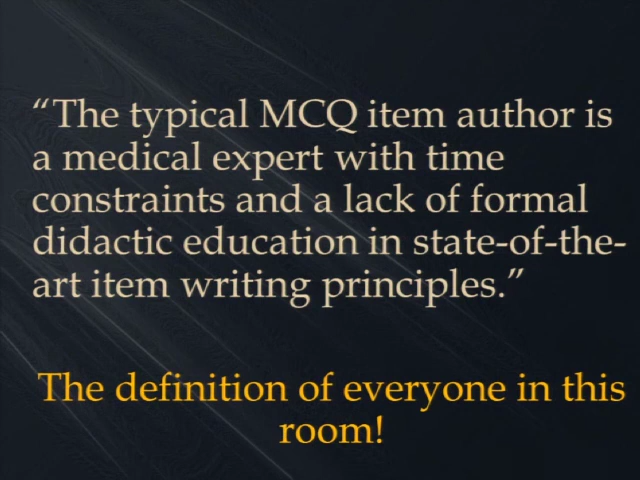 “The typical MCQ item author is
a medical expert with time
constraints and a lack of formal
didactic education in state-of-the-
art item writing principles.”
The definition of everyone in this
room!